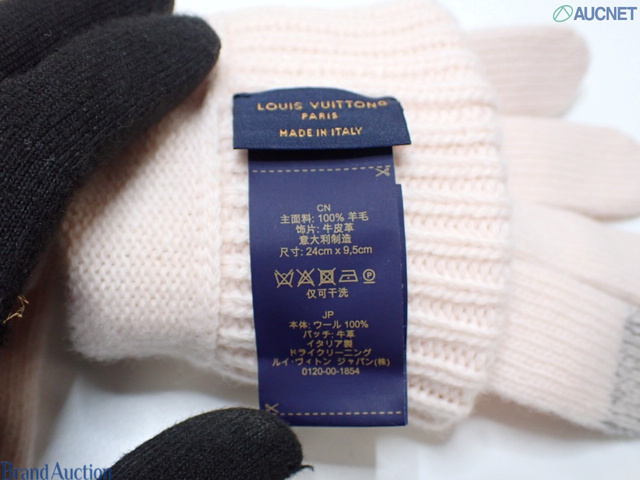 AUCNET
LOUIS VUITTON
PARIS
MADE IN ITALY
CN
主面料: 100% 羊毛
饰片: 牛皮革
意大利制造
尺寸: 24cm x 9,5cm
仅可干洗
JP
本体: ウール 100%
パッチ: 牛革
イタリア製
ドライクリーニング
ルイ・ヴィトン ジャパン(株)
0120-00-1854
Brand Auction